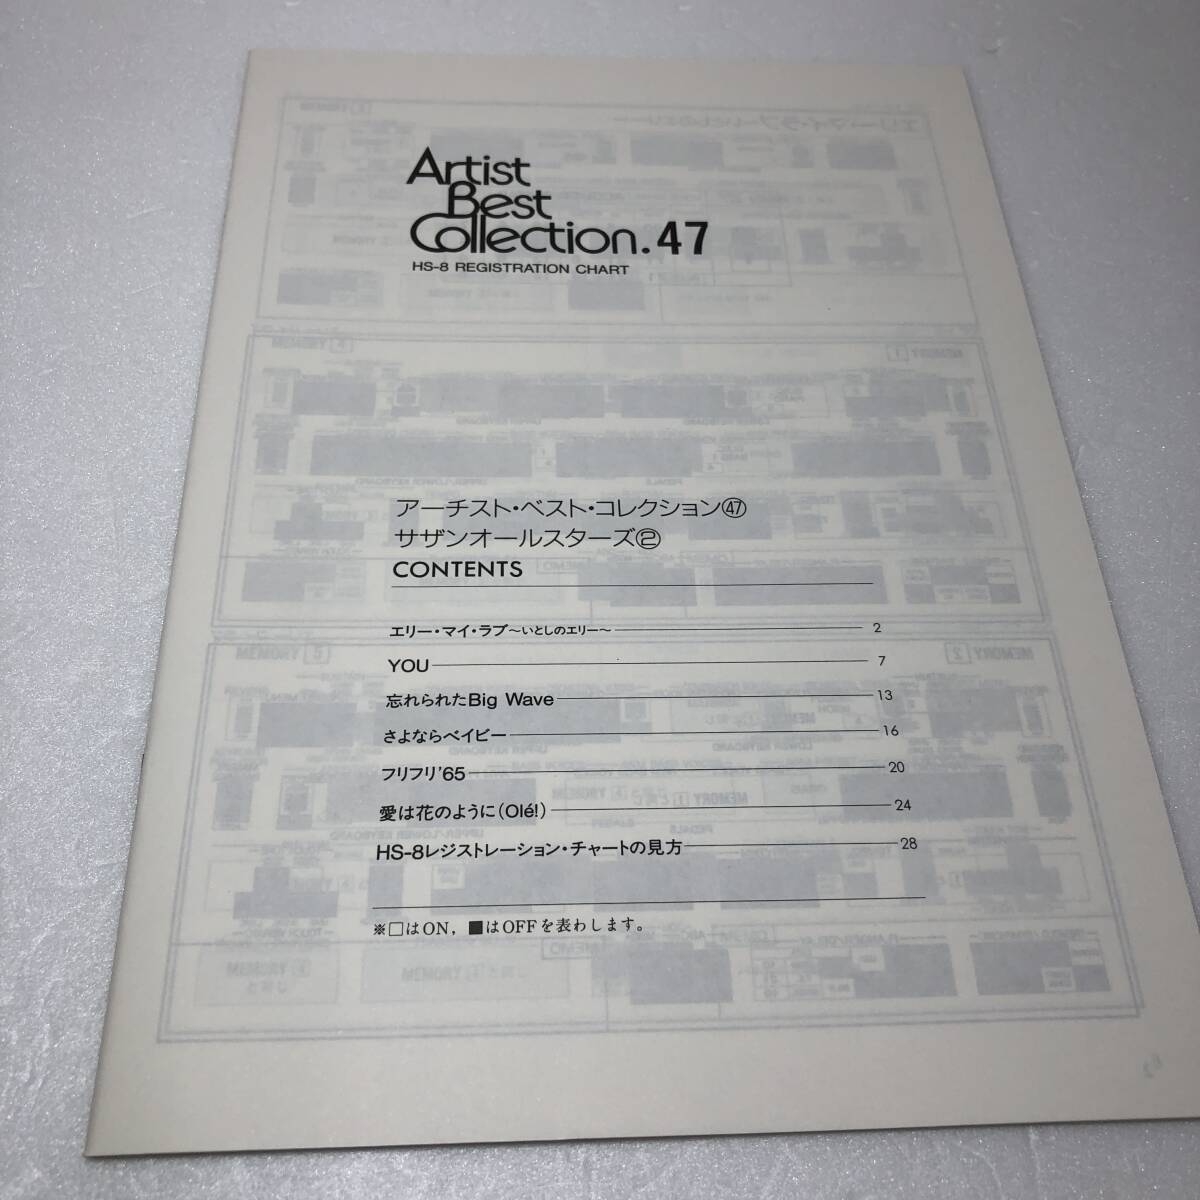 Artist
Best
Collection.47
HS-8 REGISTRATION CHART
アーチスト・ベスト・コレクション㊼
サザンオールスターズ②
CONTENTS
エリー・マイ・ラブ～いとしのエリー～ 2
YOU 7
忘れられたBig Wave 13
さよならベイビー 16
フリフリ'65 20
愛は花のように(Olé!) 24
HS-8レジストレーション・チャートの見方 28
※□はON，■はOFFを表わします。